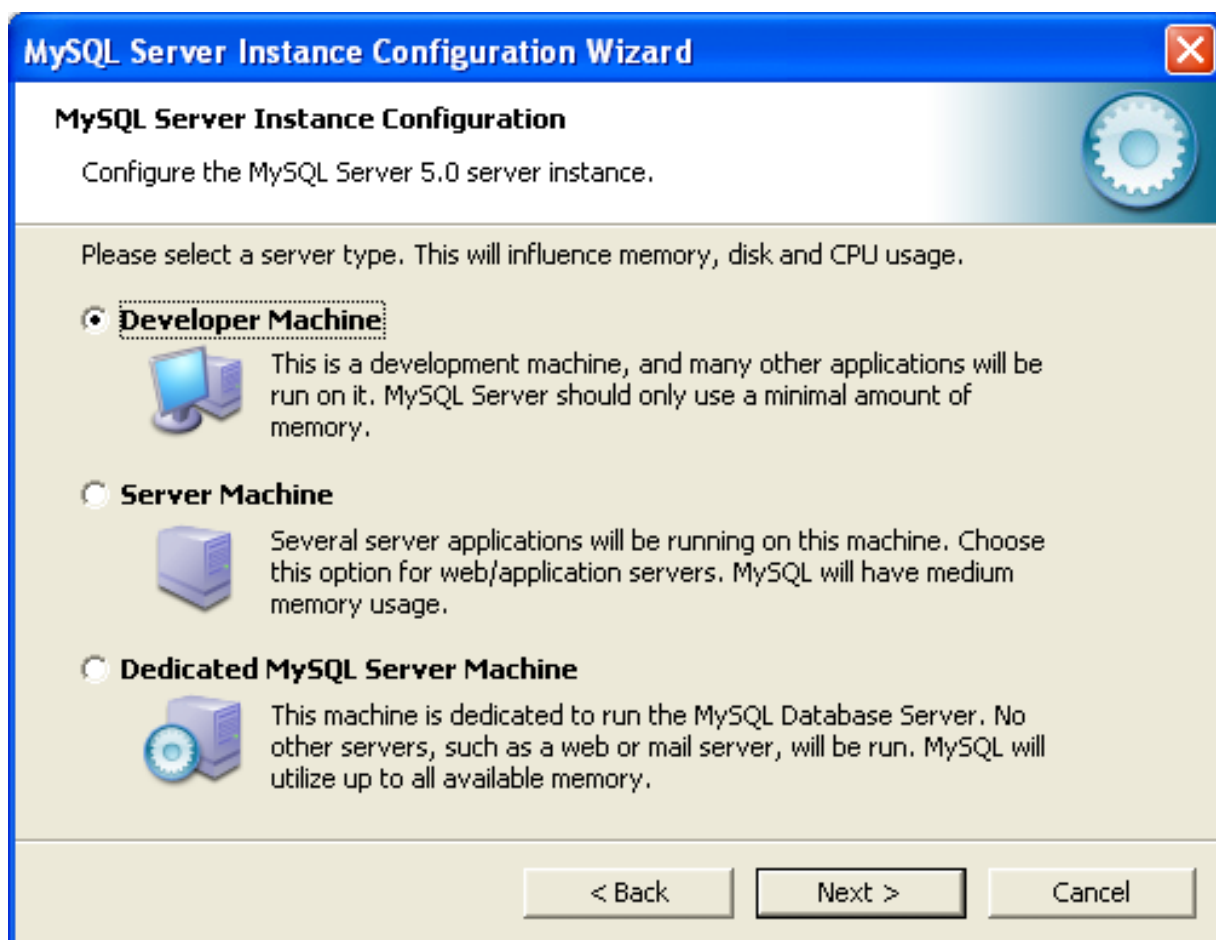 MySQL Server Instance Configuration Wizard
MySQL Server Instance Configuration
Configure the MySQL Server 5.0 server instance.
Please select a server type. This will influence memory, disk and CPU usage.
Developer Machine
This is a development machine, and many other applications will be
run on it. MySQL Server should only use a minimal amount of
memory.
Server Machine
Several server applications will be running on this machine. Choose
this option for web/application servers. MySQL will have medium
memory usage.
Dedicated MySQL Server Machine
This machine is dedicated to run the MySQL Database Server. No
other servers, such as a web or mail server, will be run. MySQL will
utilize up to all available memory.
< Back
Next >
Cancel